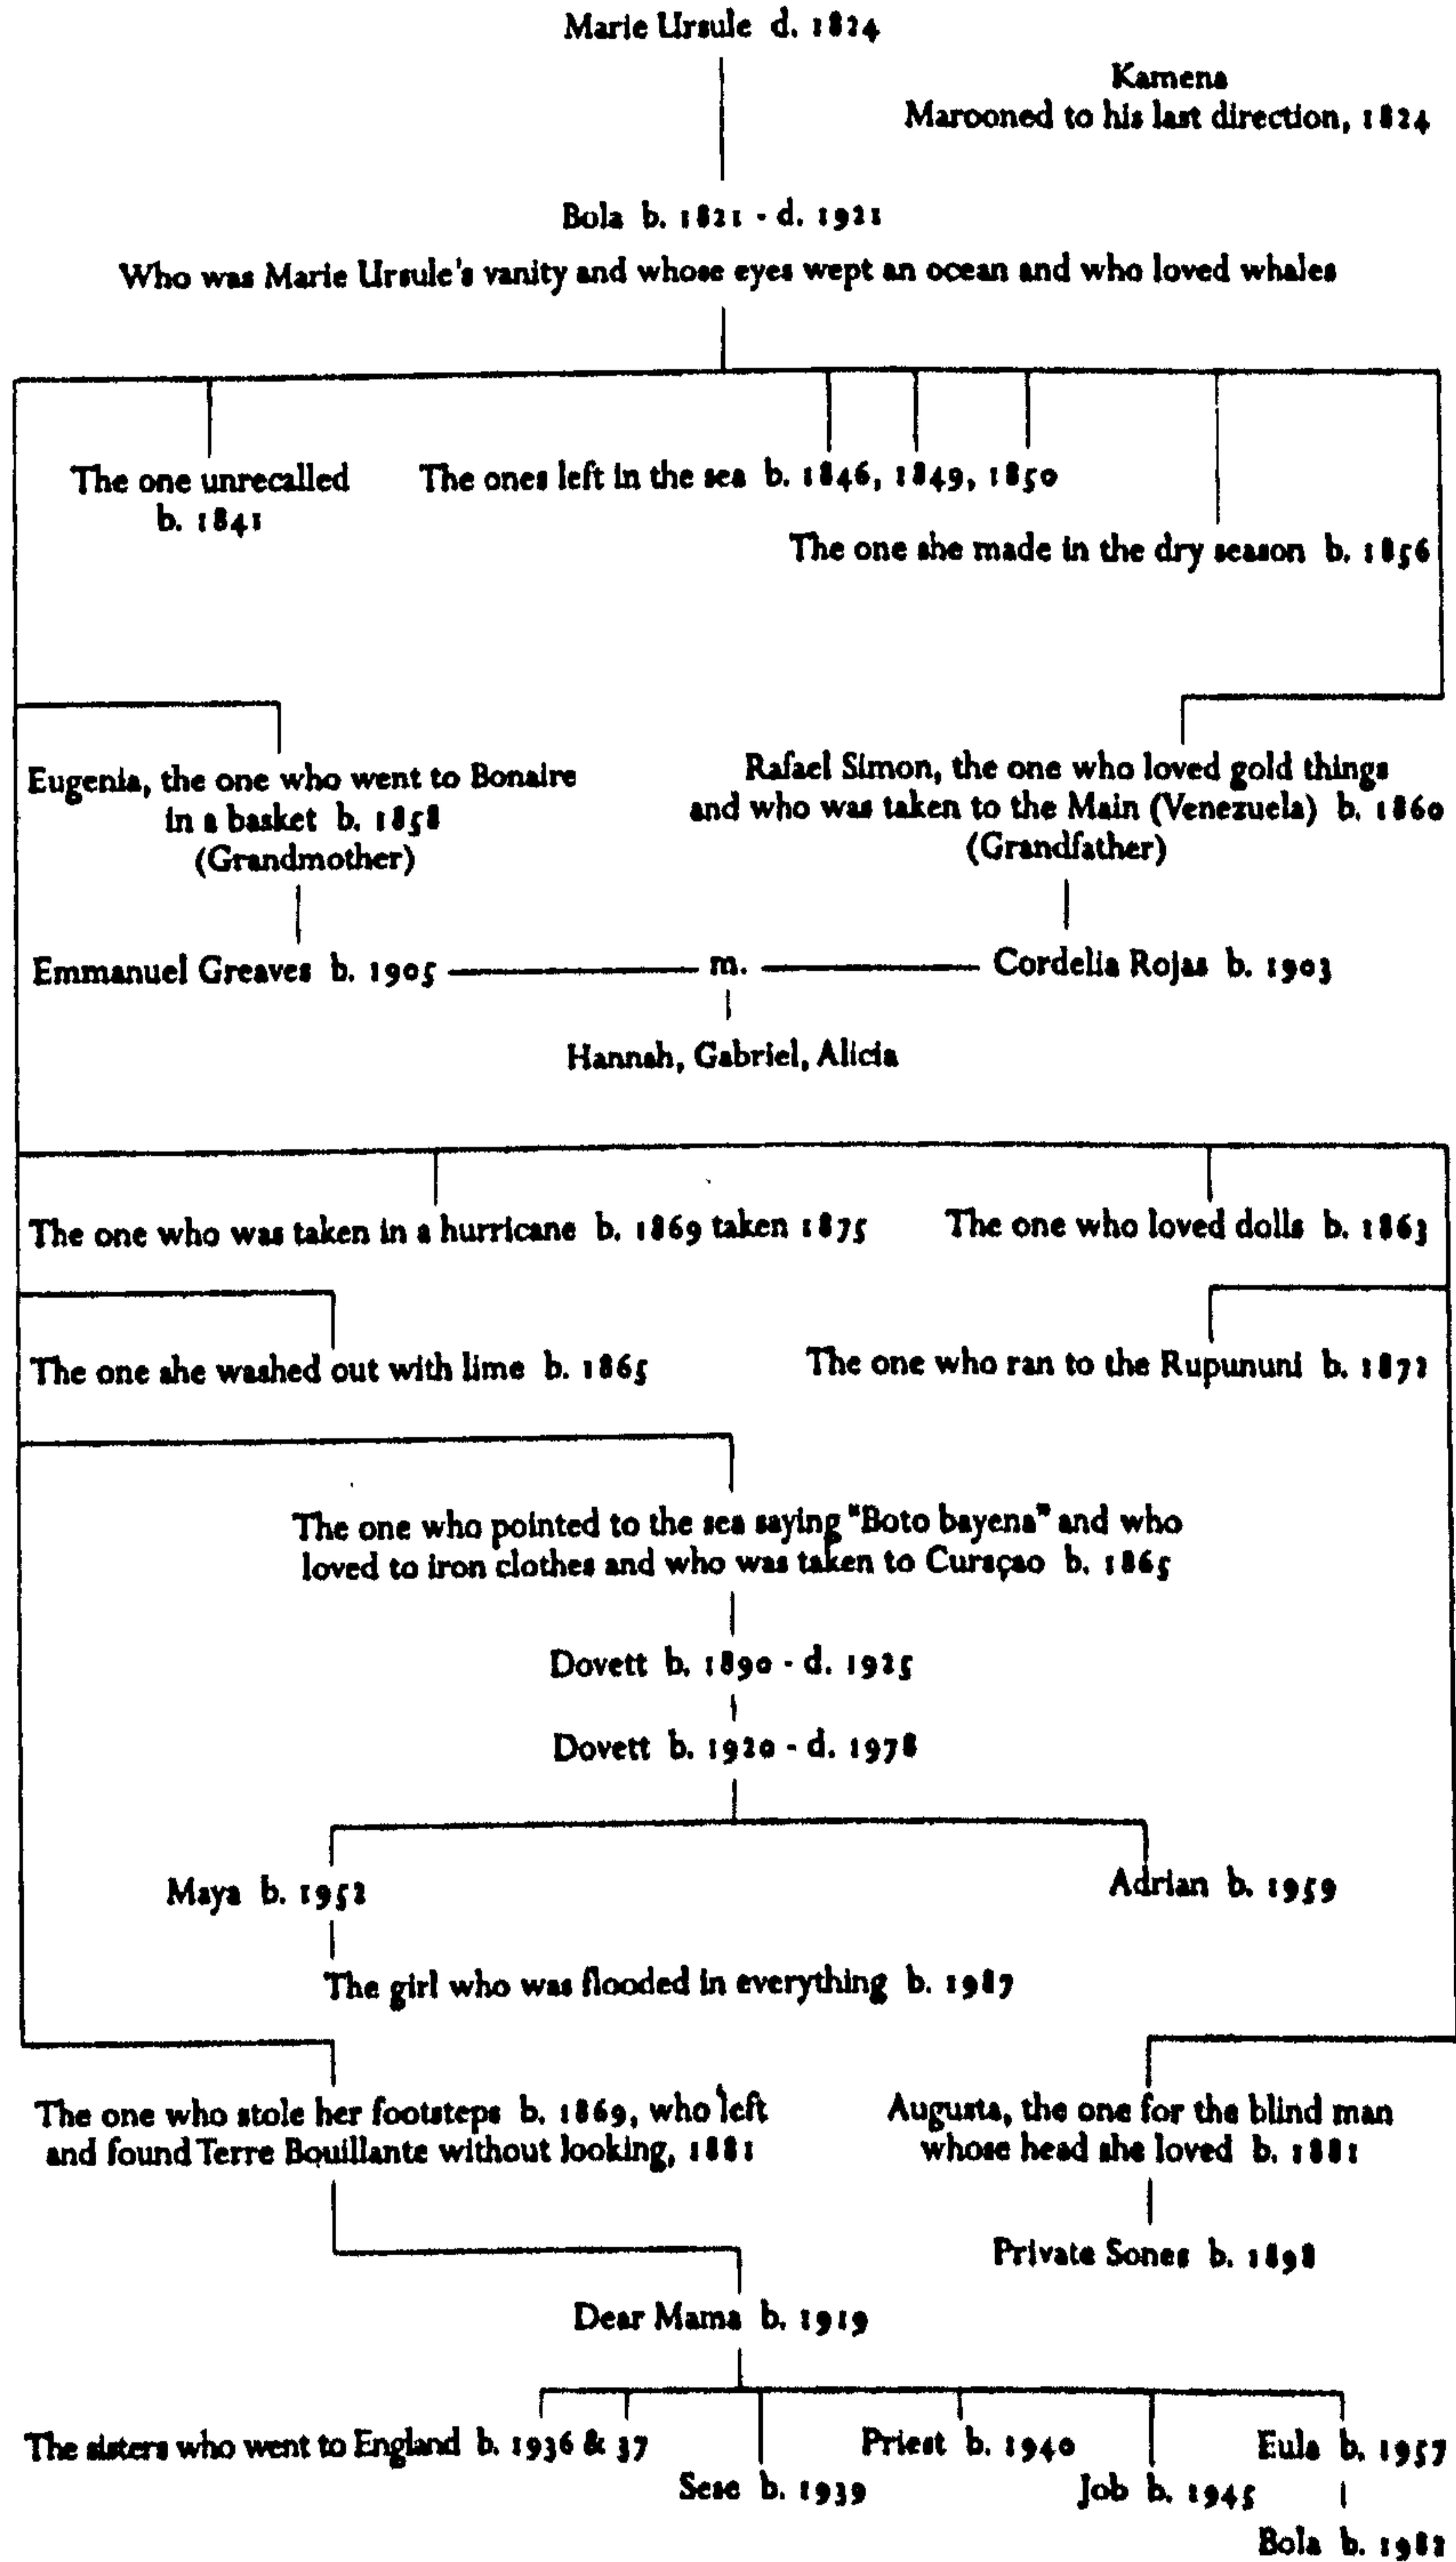 Marie Ursule d. 1824
Kamena
Marooned to his last direction, 1824
Bola b. 1821 - d. 1921
Who was Marie Ursule's vanity and whose eyes wept an ocean and who loved whales
The one unrecalled
b. 1841
The ones left in the sea b. 1846, 1849, 1850
The one she made in the dry season b. 1856
Eugenia, the one who went to Bonaire
in a basket b. 1858
(Grandmother)
Rafael Simon, the one who loved gold things
and who was taken to the Main (Venezuela) b. 1860
(Grandfather)
Emmanuel Greaves b. 1905
m.
Cordelia Rojas b. 1903
Hannah, Gabriel, Alicia
The one who was taken in a hurricane b. 1869 taken 1875
The one who loved dolls b. 1863
The one she washed out with lime b. 1865
The one who ran to the Rupununi b. 1872
The one who pointed to the sea saying "Boto bayena" and who
loved to iron clothes and who was taken to Curaçao b. 1865
Dovett b. 1890 - d. 1925
Dovett b. 1920 - d. 1978
Maya b. 1952
Adrian b. 1959
The girl who was flooded in everything b. 1987
The one who stole her footsteps b. 1869, who left
and found Terre Bouillante without looking, 1881
Augusta, the one for the blind man
whose head she loved b. 1881
Private Sones b. 1898
Dear Mama b. 1919
The sisters who went to England b. 1936 & 37
Sese b. 1939
Priest b. 1940
Job b. 1945
Eula b. 1957
Bola b. 1982